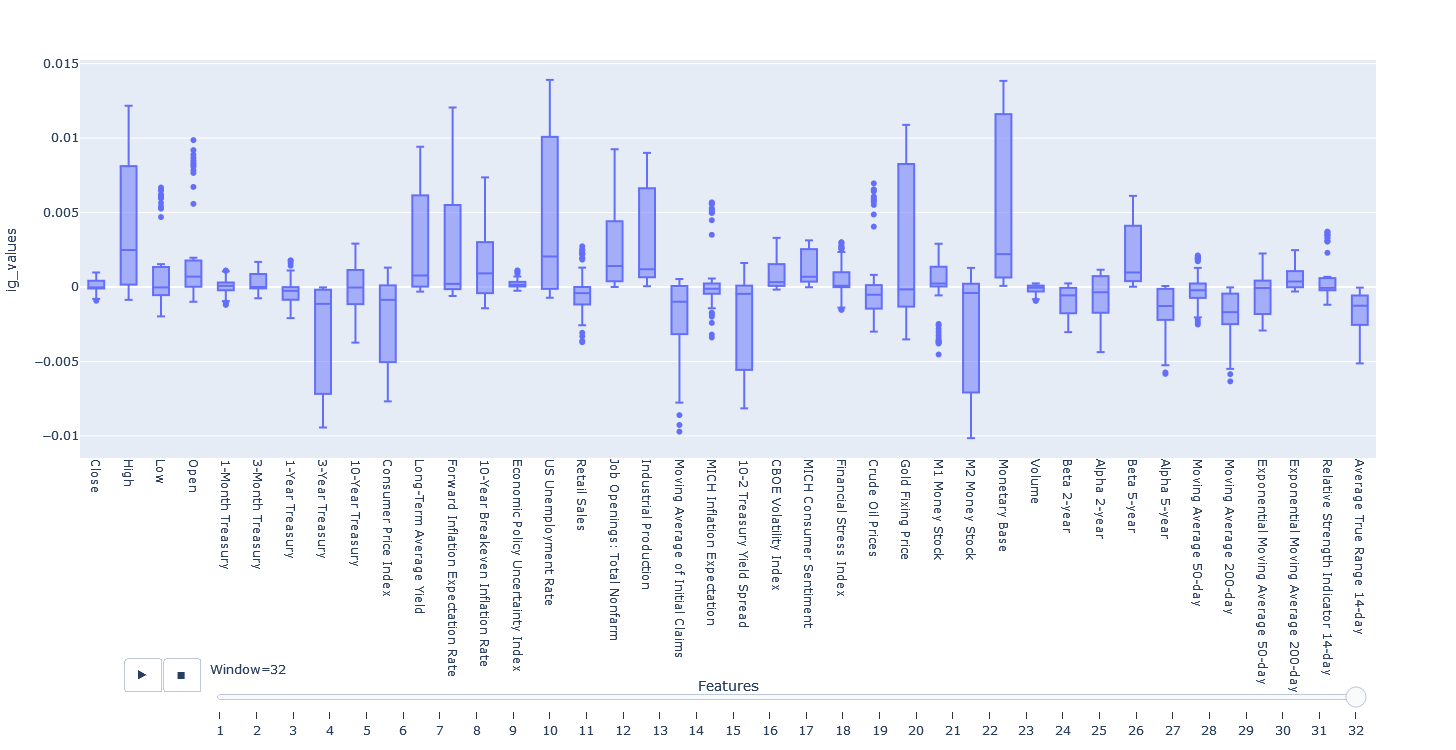 0.015
0.01
0.005
0
−0.005
−0.01
ig_values
Close
High
Low
Open
1-Month Treasury
3-Month Treasury
1-Year Treasury
3-Year Treasury
10-Year Treasury
Consumer Price Index
Long-Term Average Yield
Forward Inflation Expectation Rate
10-Year Breakeven Inflation Rate
Economic Policy Uncertainty Index
US Unemployment Rate
Retail Sales
Job Openings: Total Nonfarm
Industrial Production
Moving Average of Initial Claims
MICH Inflation Expectation
10-2 Treasury Yield Spread
CBOE Volatility Index
MICH Consumer Sentiment
Financial Stress Index
Crude Oil Prices
Gold Fixing Price
M1 Money Stock
M2 Money Stock
Monetary Base
Volume
Beta 2-year
Alpha 2-year
Beta 5-year
Alpha 5-year
Moving Average 50-day
Moving Average 200-day
Exponential Moving Average 50-day
Exponential Moving Average 200-day
Relative Strength Indicator 14-day
Average True Range 14-day
Window=32
Features
1 2 3 4 5 6 7 8 9 10 11 12 13 14 15 16 17 18 19 20 21 22 23 24 25 26 27 28 29 30 31 32